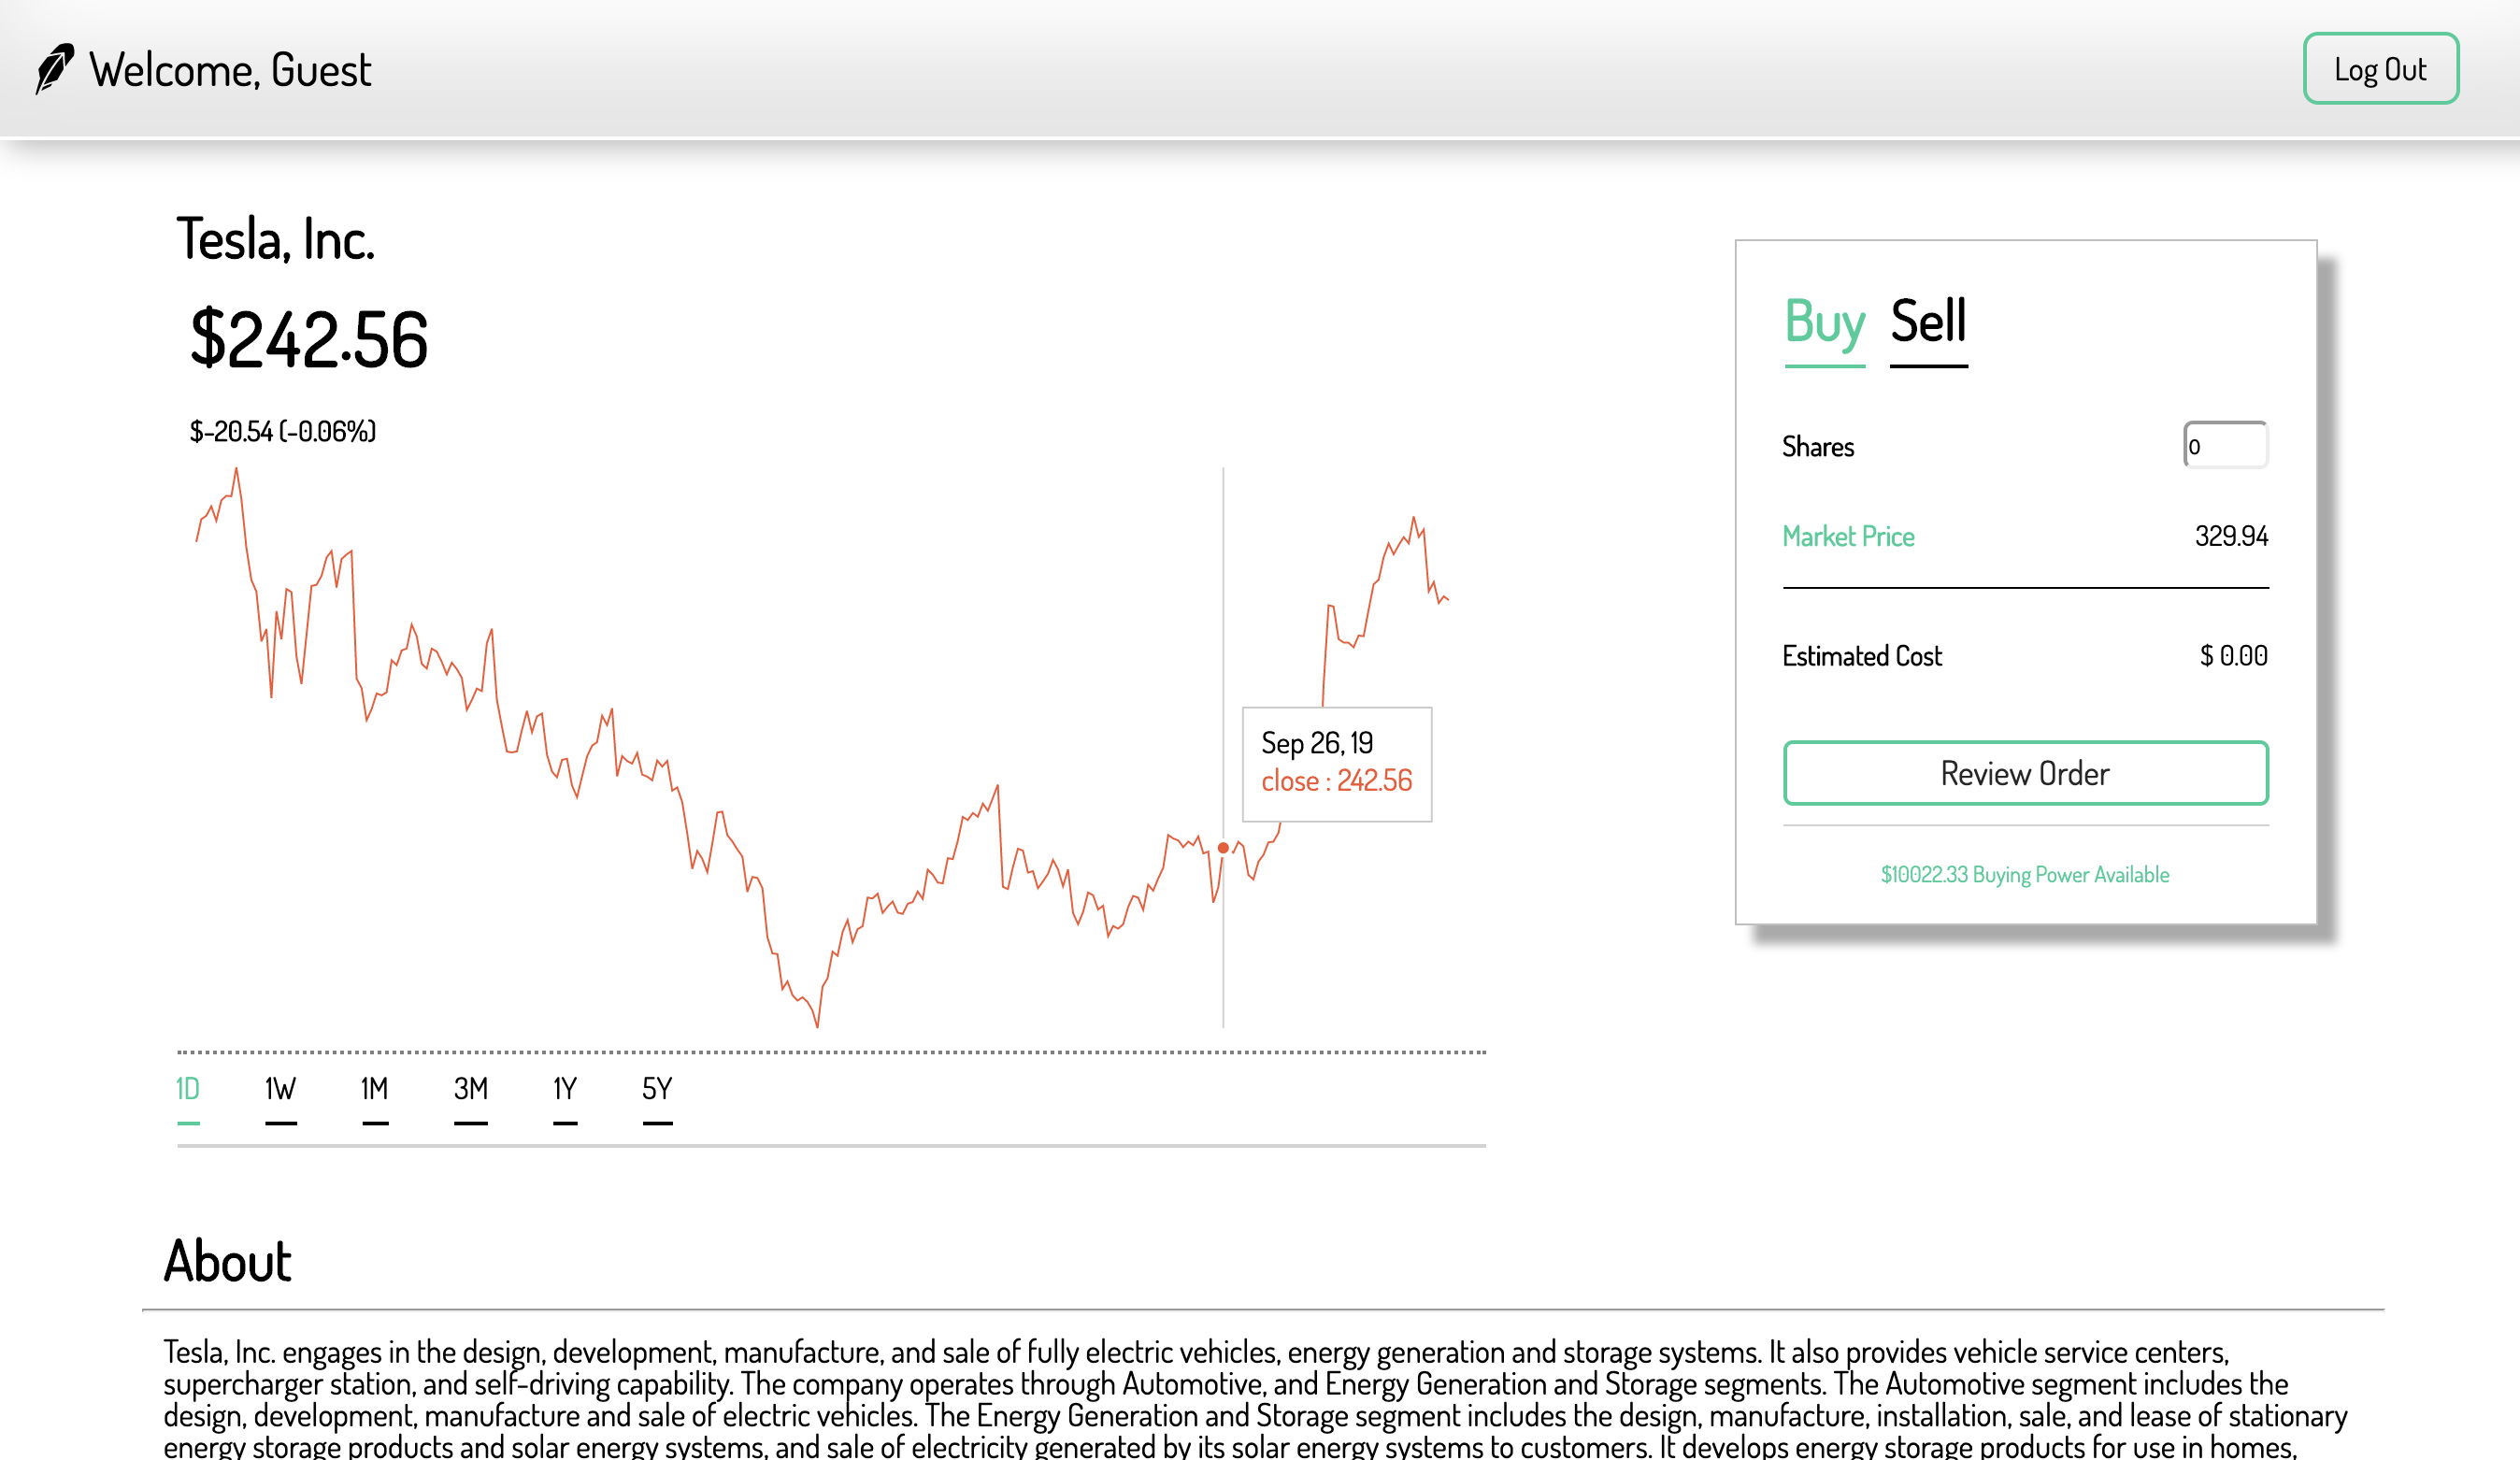 Welcome, Guest
Log Out
Tesla, Inc.
$242.56
$-20.54 (-0.06%)
Sep 26, 19
close : 242.56
1D 1W 1M 3M 1Y 5Y
Buy Sell
Shares 0
Market Price 329.94
Estimated Cost $ 0.00
Review Order
$10022.33 Buying Power Available
About
Tesla, Inc. engages in the design, development, manufacture, and sale of fully electric vehicles, energy generation and storage systems. It also provides vehicle service centers,
supercharger station, and self-driving capability. The company operates through Automotive, and Energy Generation and Storage segments. The Automotive segment includes the
design, development, manufacture and sale of electric vehicles. The Energy Generation and Storage segment includes the design, manufacture, installation, sale, and lease of stationary
energy storage products and solar energy systems, and sale of electricity generated by its solar energy systems to customers. It develops energy storage products for use in homes,